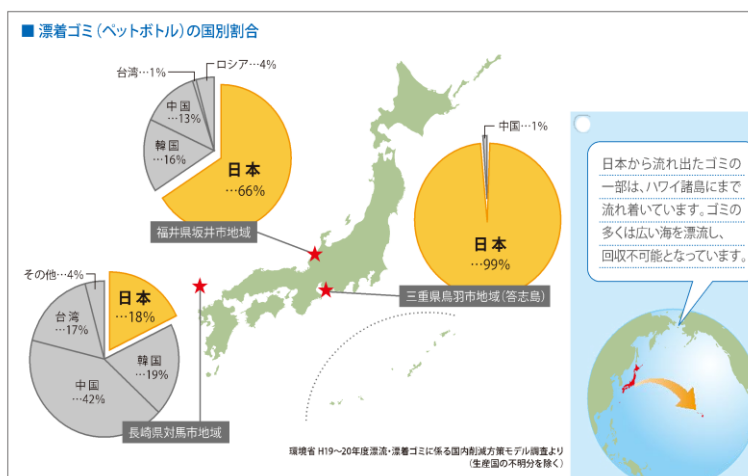 ■ 漂着ゴミ（ペットボトル）の国別割合
台湾…1%
ロシア…4%
中国
…13%
韓国
…16%
日本
…66%
福井県坂井市地域
中国…1%
日本
…99%
三重県鳥羽市地域（答志島）
その他…4%
日本
…18%
台湾
…17%
韓国
…19%
中国
…42%
長崎県対馬市地域
環境省 H19〜20年度漂流・漂着ゴミに係る国内削減方策モデル調査より
（生産国の不明分を除く）
日本から流れ出たゴミの
一部は、ハワイ諸島にまで
流れ着いています。ゴミの
多くは広い海を漂流し、
回収不可能となっています。